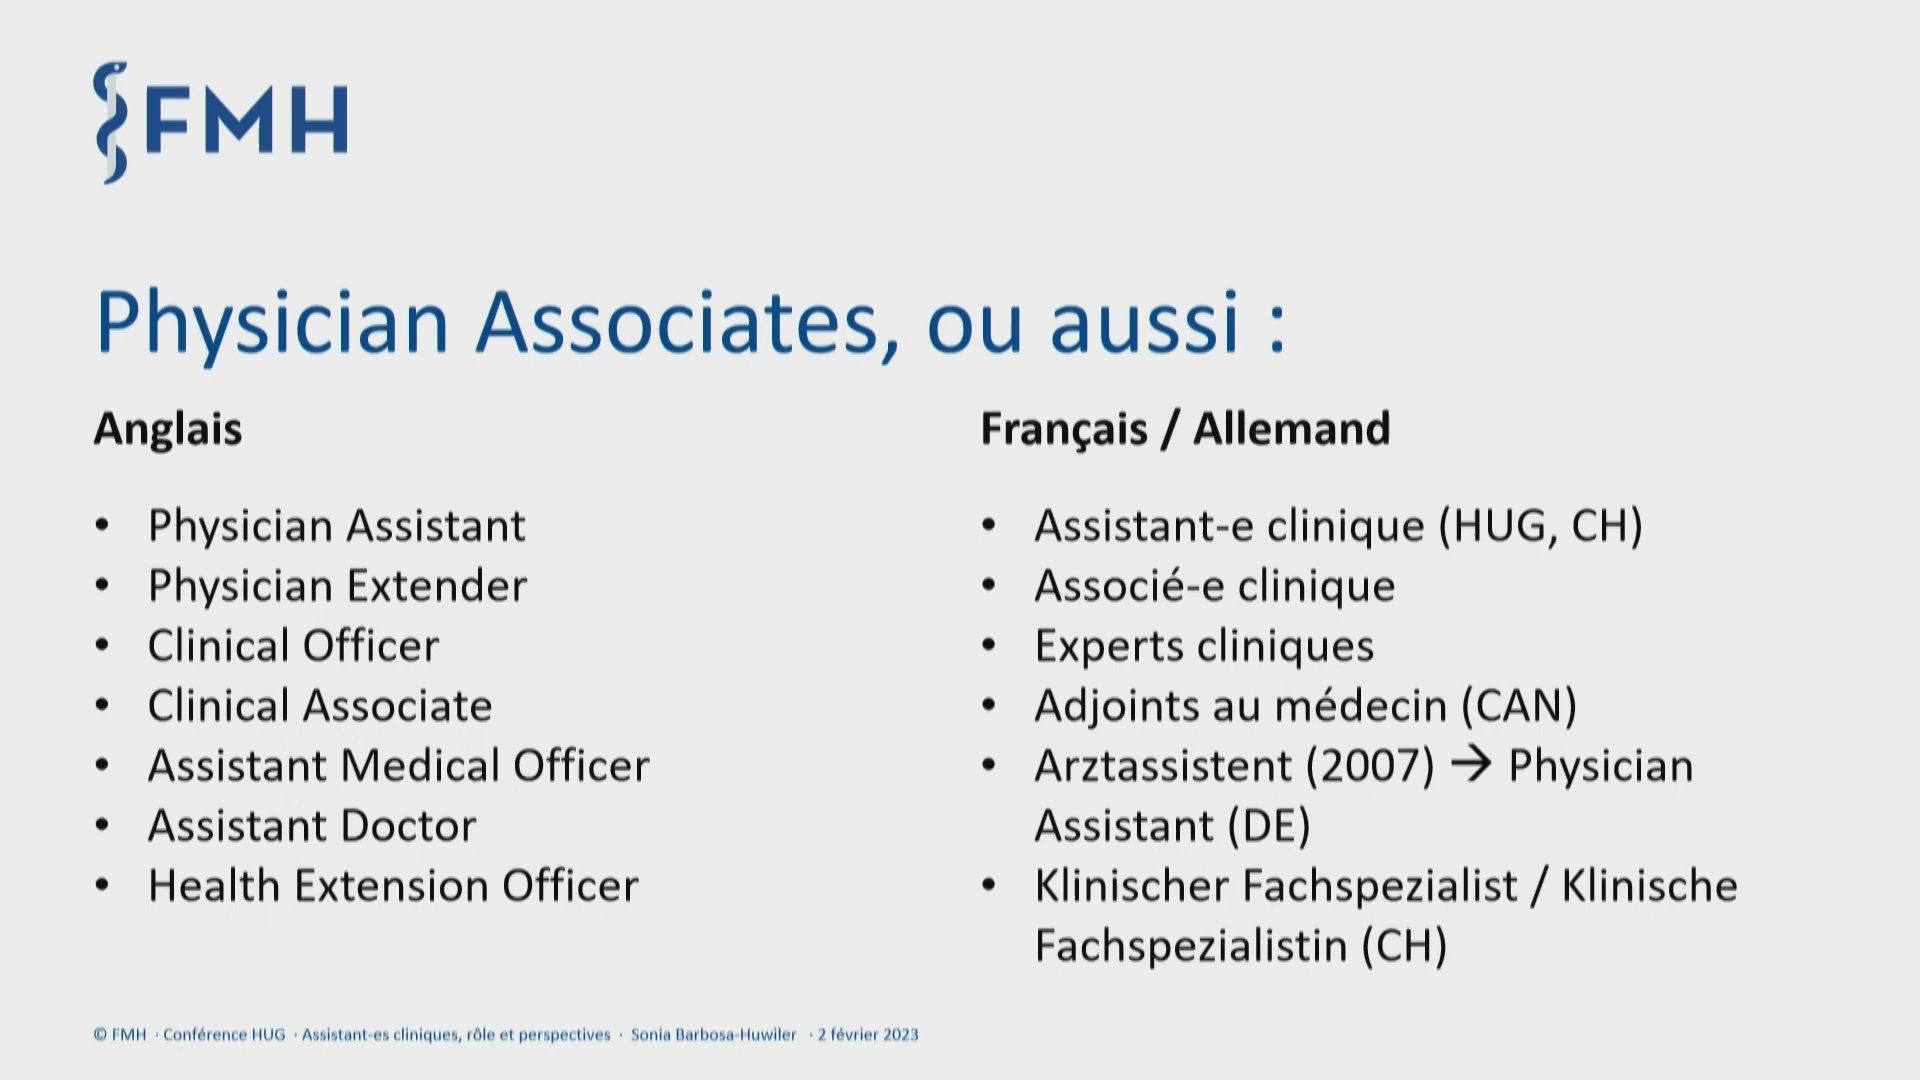 FMH
Physician Associates, ou aussi :
Anglais
• Physician Assistant
• Physician Extender
• Clinical Officer
• Clinical Associate
• Assistant Medical Officer
• Assistant Doctor
• Health Extension Officer
Français / Allemand
• Assistant-e clinique (HUG, CH)
• Associé-e clinique
• Experts cliniques
• Adjoints au médecin (CAN)
• Arztassistent (2007) → Physician
Assistant (DE)
• Klinischer Fachspezialist / Klinische
Fachspezialistin (CH)
© FMH · Conférence HUG · Assistant-es cliniques, rôle et perspectives · Sonia Barbosa-Huwiler · 2 février 2023